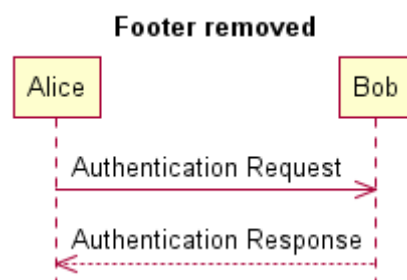 Footer removed
Alice
Bob
Authentication Request
Authentication Response